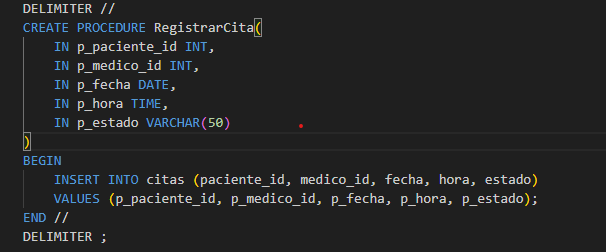 DELIMITER //
CREATE PROCEDURE RegistrarCita(
    IN p_paciente_id INT,
    IN p_medico_id INT,
    IN p_fecha DATE,
    IN p_hora TIME,
    IN p_estado VARCHAR(50)
)
BEGIN
    INSERT INTO citas (paciente_id, medico_id, fecha, hora, estado)
    VALUES (p_paciente_id, p_medico_id, p_fecha, p_hora, p_estado);
END //
DELIMITER ;